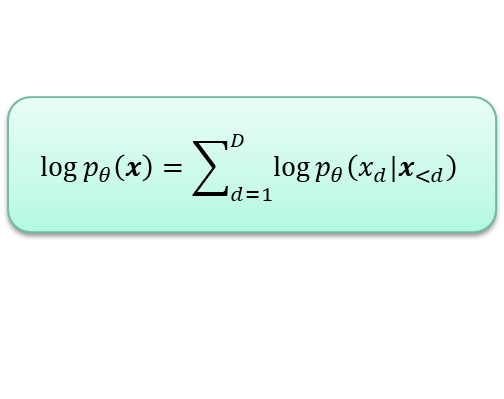 log p_θ(x) = ∑_{d=1}^{D} log p_θ(x_d|x_{<d})